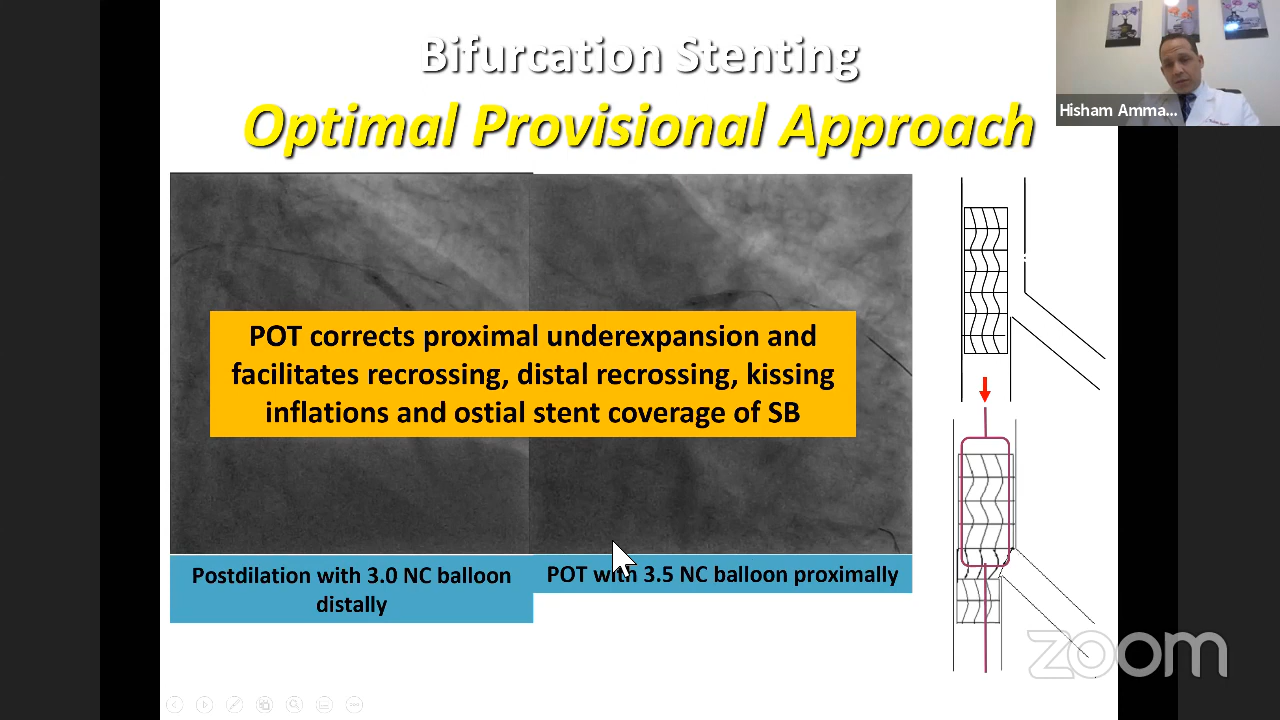 Bifurcation Stenting
Optimal Provisional Approach
Hisham Amma...
POT corrects proximal underexpansion and
facilitates recrossing, distal recrossing, kissing
inflations and ostial stent coverage of SB
Postdilation with 3.0 NC balloon
distally
POT with 3.5 NC balloon proximally
zoom